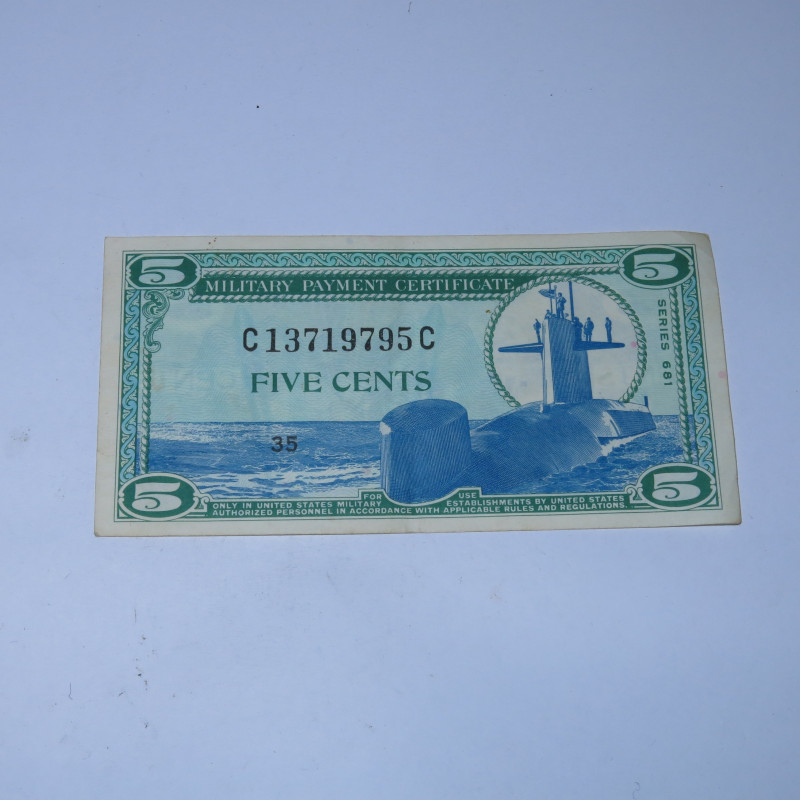 5 5
MILITARY PAYMENT CERTIFICATE
C13719795C
SERIES 681
FIVE CENTS
35
5 5
FOR USE
ONLY IN UNITED STATES MILITARY ESTABLISHMENTS BY UNITED STATES
AUTHORIZED PERSONNEL IN ACCORDANCE WITH APPLICABLE RULES AND REGULATIONS.